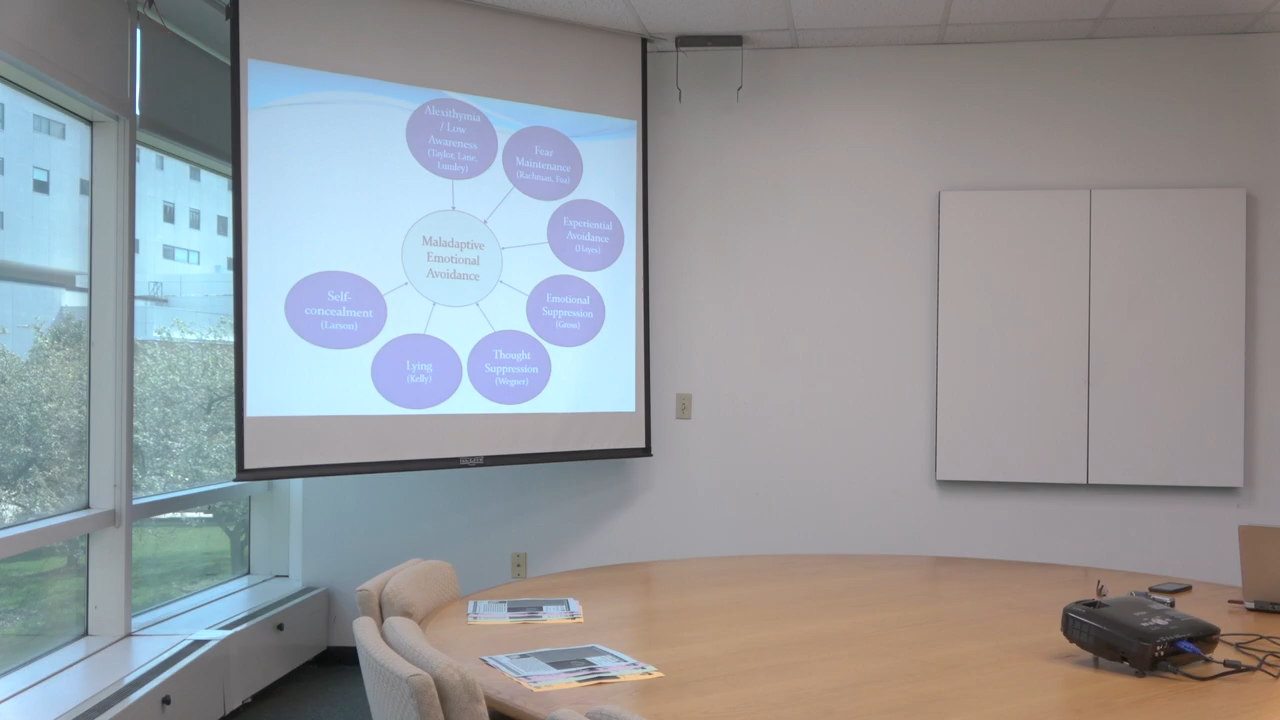 Alexithymia
/ Low
Awareness
(Taylor, Lane,
Lumley)
Fear
Maintenance
(Rachman, Foa)
Experiential
Avoidance
(Hayes)
Maladaptive
Emotional
Avoidance
Emotional
Suppression
(Gross)
Self-
concealment
(Larson)
Thought
Suppression
(Wegner)
Lying
(Kelly)